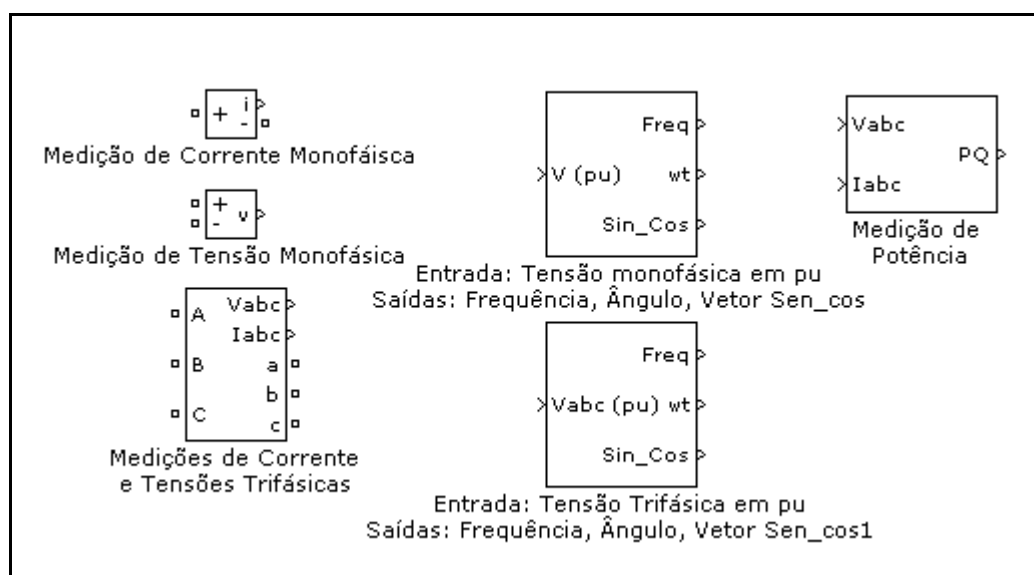 + i
-
Medição de Corrente Monofáisca
+ v
-
Medição de Tensão Monofásica
A Vabc
Iabc
B a
b
C c
Medições de Corrente
e Tensões Trifásicas
Freq
V (pu) wt
Sin_Cos
Entrada: Tensão monofásica em pu
Saídas: Frequência, Ângulo, Vetor Sen_cos
Freq
Vabc (pu) wt
Sin_Cos
Entrada: Tensão Trifásica em pu
Saídas: Frequência, Ângulo, Vetor Sen_cos1
Vabc
PQ
Iabc
Medição de
Potência